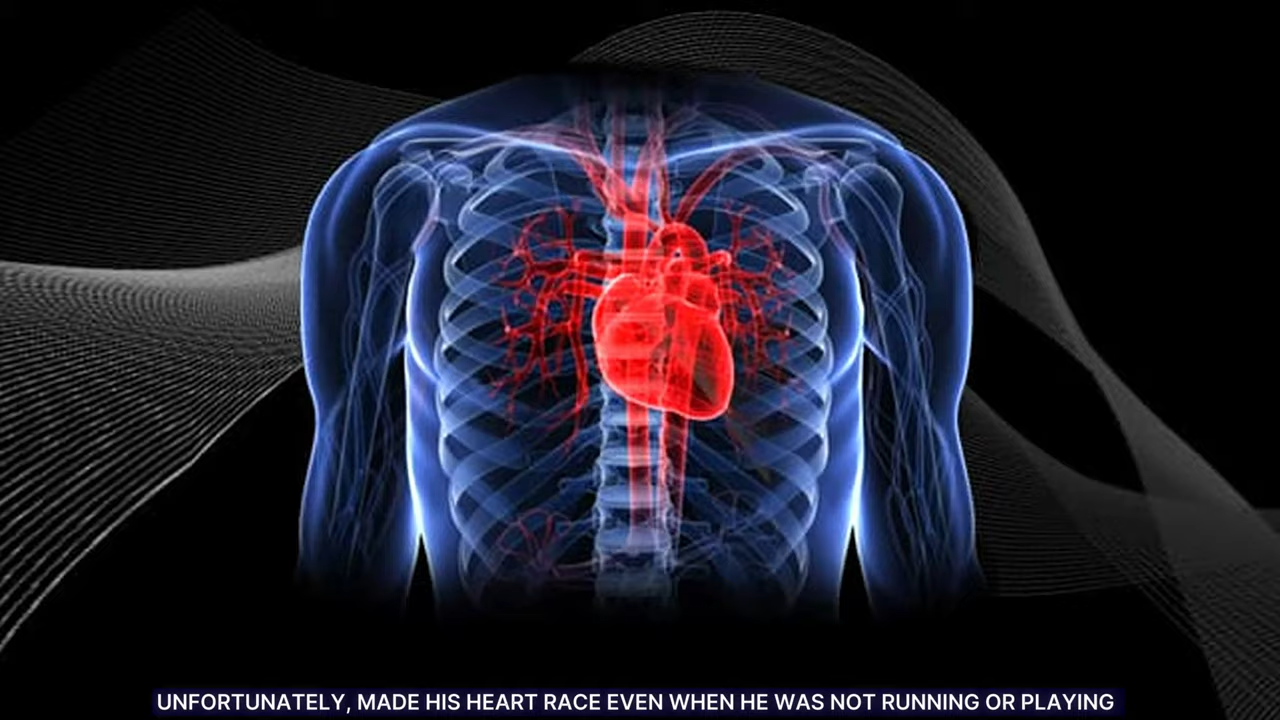 UNFORTUNATELY, MADE HIS HEART RACE EVEN WHEN HE WAS NOT RUNNING OR PLAYING